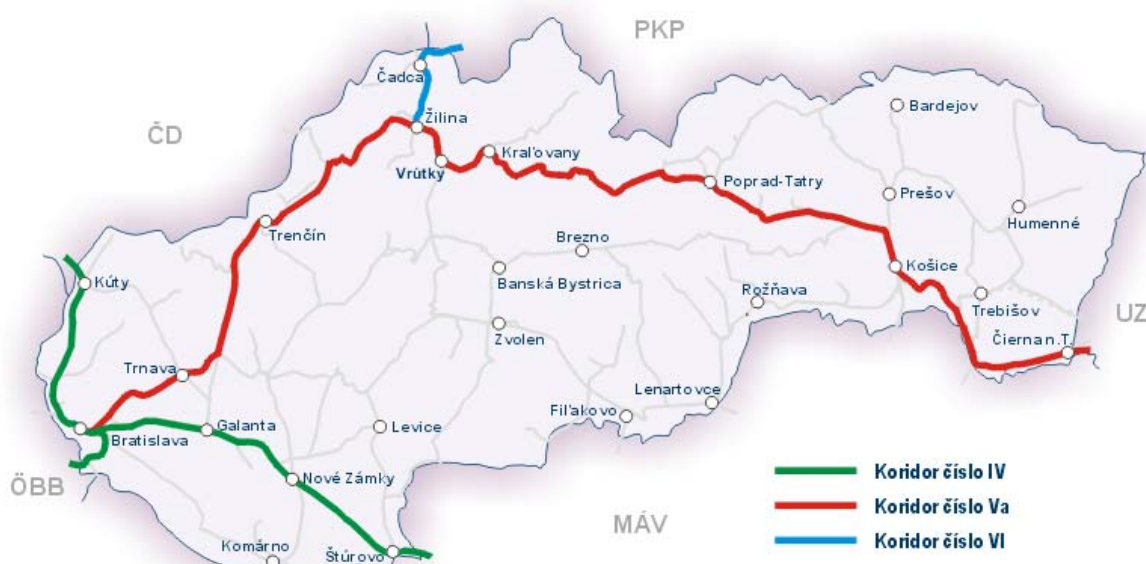 PKP
Čadca
Bardejov
Žilina
ČD
Kraľovany
Vrútky
Poprad-Tatry
Prešov
Humenné
Trenčín
Brezno
Košice
Banská Bystrica
Kúty
Rožňava
Trebišov
UZ
Zvolen
Čierna n.T.
Trnava
Lenartovce
Fiľakovo
Galanta
Levice
Bratislava
Koridor číslo IV
Nové Zámky
ÖBB
Koridor číslo Va
MÁV
Koridor číslo VI
Komárno
Štúrovo